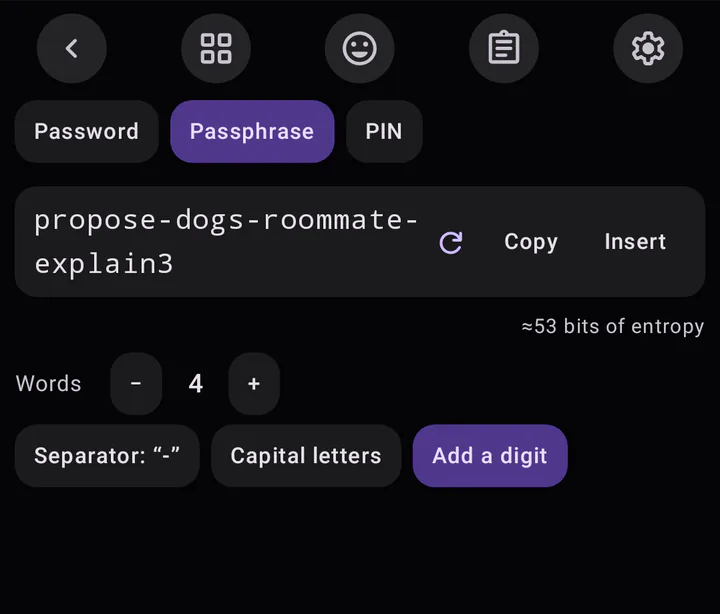 Password Passphrase PIN
propose-dogs-roommate-
explain3
Copy Insert
≈53 bits of entropy
Words - 4 +
Separator: “-” Capital letters Add a digit